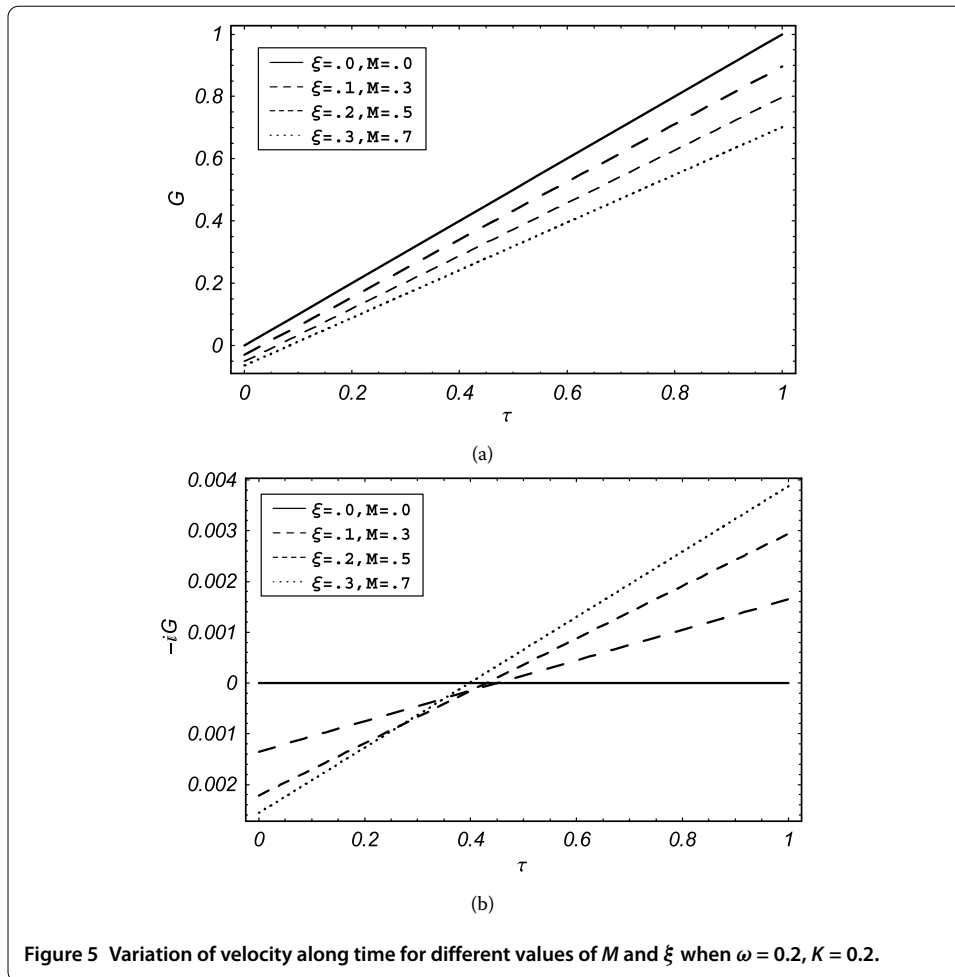 1
0.8
0.6
0.4
0.2
0
G
ξ=.0,M=.0
ξ=.1,M=.3
ξ=.2,M=.5
ξ=.3,M=.7
0 0.2 0.4 0.6 0.8 1
τ
(a)
0.004
0.003
0.002
0.001
0
0.001
0.002
−iG
ξ=.0,M=.0
ξ=.1,M=.3
ξ=.2,M=.5
ξ=.3,M=.7
0 0.2 0.4 0.6 0.8 1
τ
(b)
Figure 5 Variation of velocity along time for different values of M and ξ when ω = 0.2, K = 0.2.